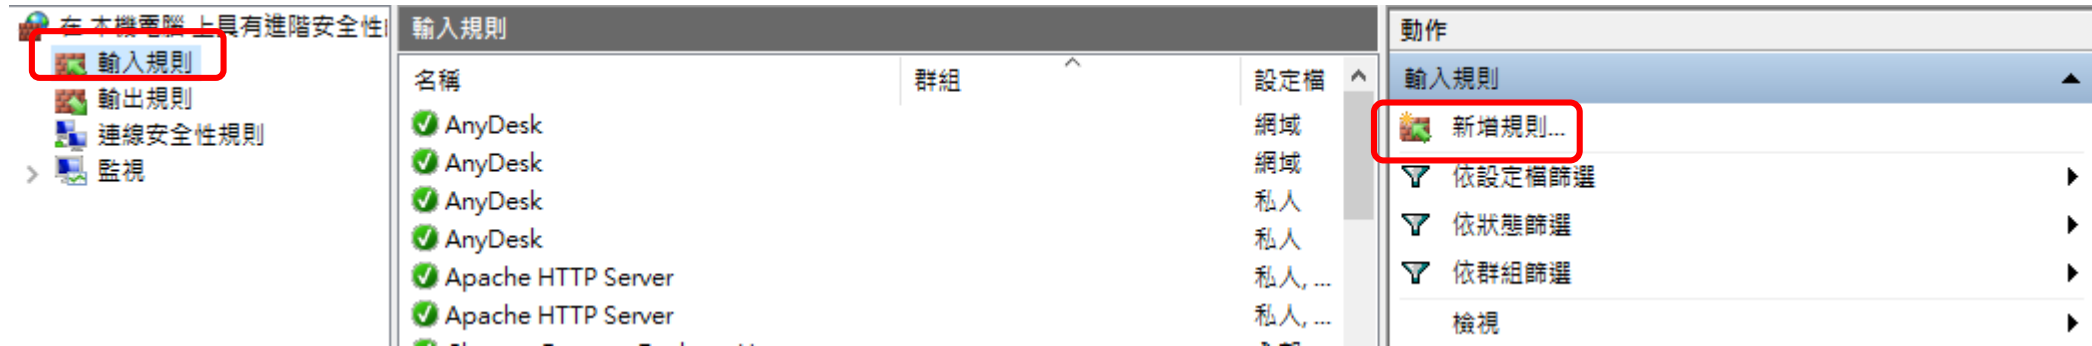 在 本機電腦 上具有進階安全性
輸入規則
輸出規則
連線安全性規則
監視
輸入規則
名稱 群組 設定檔
AnyDesk 網域
AnyDesk 網域
AnyDesk 私人
AnyDesk 私人
Apache HTTP Server 私人, ...
Apache HTTP Server 私人, ...
動作
輸入規則
新增規則...
依設定檔篩選
依狀態篩選
依群組篩選
檢視